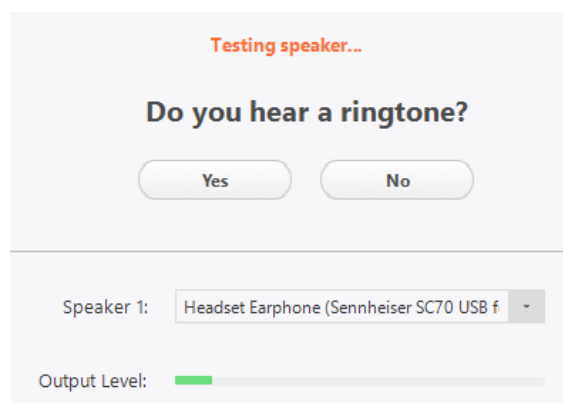 Testing speaker...
Do you hear a ringtone?
Yes No
Speaker 1: Headset Earphone (Sennheiser SC70 USB f
Output Level: